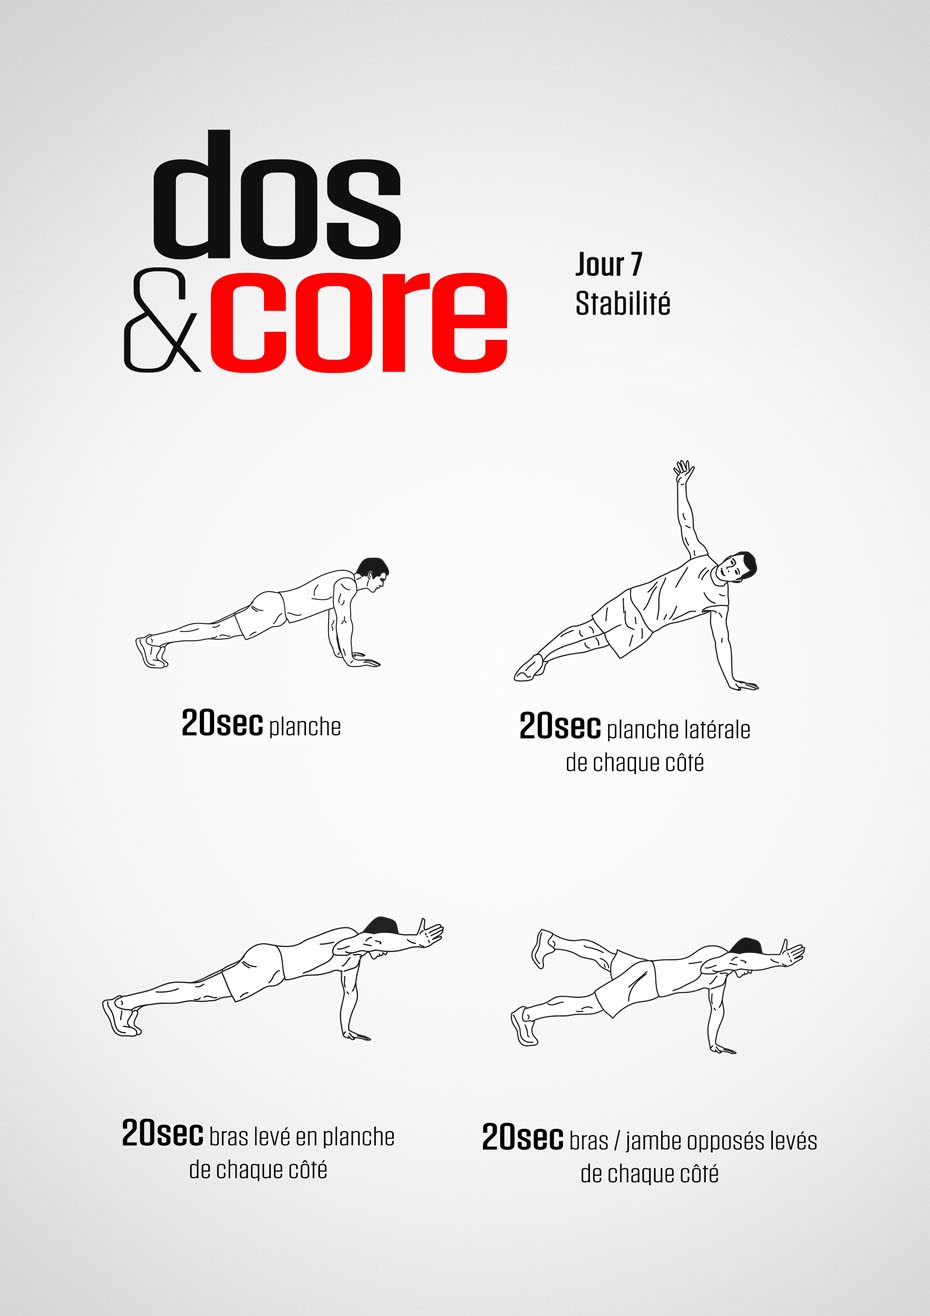 dos
&core
Jour 7
Stabilité
20sec planche
20sec planche latérale
de chaque côté
20sec bras levé en planche
de chaque côté
20sec bras / jambe opposés levés
de chaque côté